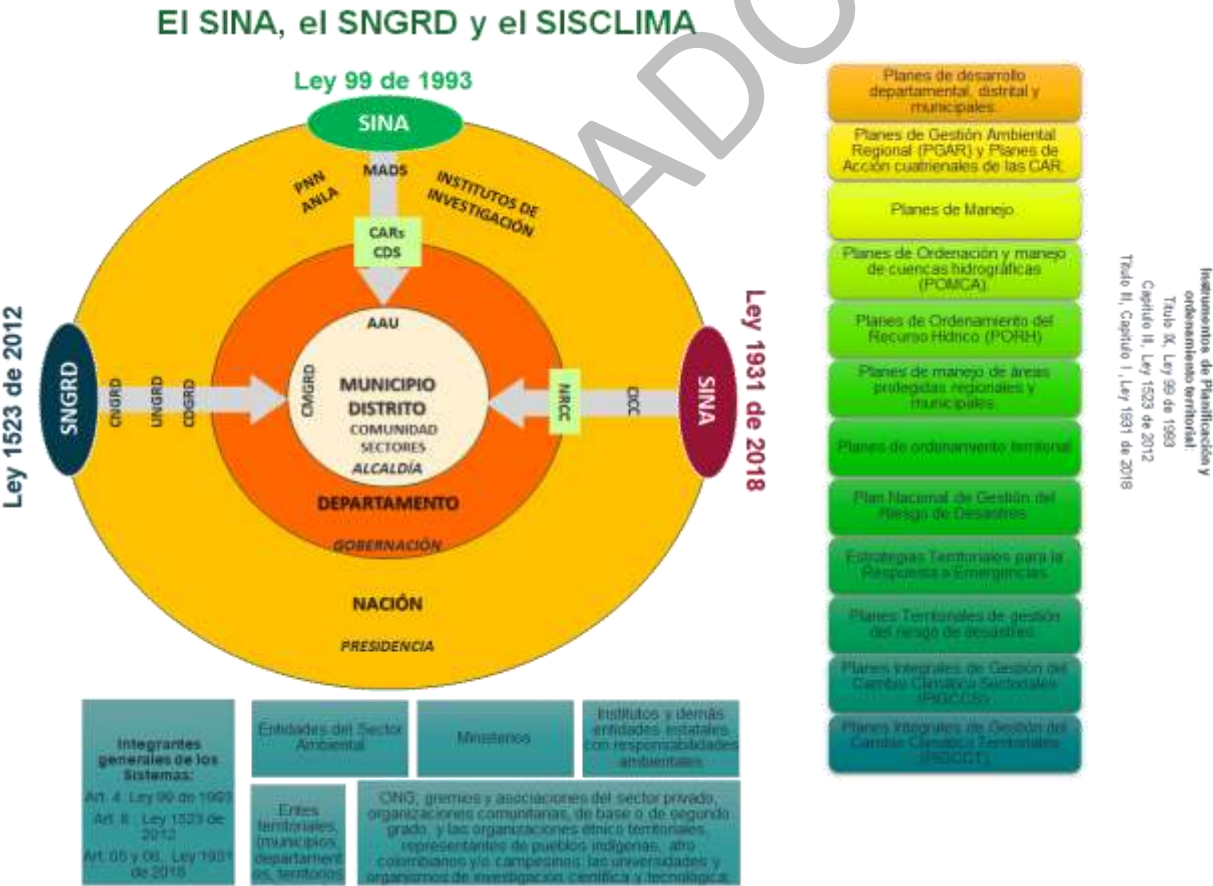 El SINA, el SNGRD y el SISCLIMA
ADO
Ley 99 de 1993
SINA
MADS
PNN
ANLA
INSTITUTOS DE
INVESTIGACIÓN
CARs
CDS
AAU
Ley 1523 de 2012
SNGRD
CNGRD
UNGRD
CDGRD
CMGRD
MUNICIPIO
DISTRITO
COMUNIDAD
SECTORES
ALCALDÍA
NRCC
CICC
SINA
Ley 1931 de 2018
DEPARTAMENTO
GOBERNACIÓN
NACIÓN
PRESIDENCIA
Integrantes
generales de los
Sistemas:
Art. 4 Ley 99 de 1993
Art. 8 Ley 1523 de
2012
Art. 05 y 06, Ley 1931
de 2018
Entidades del Sector
Ambiental
Ministerios
Institutos y demás
entidades estatales
con responsabilidades
ambientales
Entes
territoriales,
(municipios,
departament
os, territorios
ONG, gremios y asociaciones del sector privado,
organizaciones comunitarias, de base o de segundo
grado, y las organizaciones étnico territoriales,
representantes de pueblos indígenas, afro
colombianos y/o campesinos; las universidades y
organismos de investigación científica y tecnológica;
Planes de desarrollo
departamental, distrital y
municipales.
Planes de Gestión Ambiental
Regional (PGAR) y Planes de
Acción cuatrienales de las CAR.
Planes de Manejo
Planes de Ordenación y manejo
de cuencas hidrográficas
(POMCA)
Planes de Ordenamiento del
Recurso Hídrico (PORH)
Planes de manejo de áreas
protegidas regionales y
municipales.
Planes de ordenamiento territorial
Plan Nacional de Gestión del
Riesgo de Desastres
Estrategias Territoriales para la
Respuesta a Emergencias
Planes Territoriales de gestión
del riesgo de desastres
Planes Integrales de Gestión del
Cambio Climático Sectoriales
(PIGCCS)
Planes Integrales de Gestión del
Cambio Climático Territoriales
(PIGCCT)
Instrumentos de Planificación y
ordenamiento territorial:
Titulo IX, Ley 99 de 1993
Capitulo III, Ley 1523 de 2012
Titulo II, Capitulo I, Ley 1931 de 2018